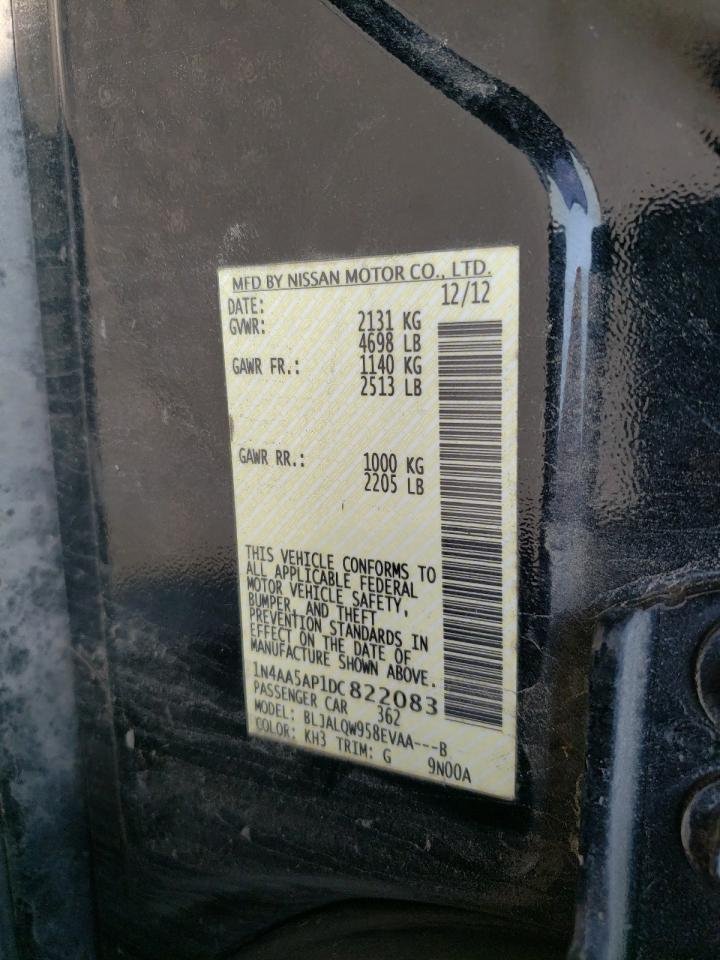 MFD BY NISSAN MOTOR CO., LTD.
DATE: 12/12
GVWR: 2131 KG
4698 LB
GAWR FR.: 1140 KG
2513 LB
GAWR RR.: 1000 KG
2205 LB
THIS VEHICLE CONFORMS TO
ALL APPLICABLE FEDERAL
MOTOR VEHICLE SAFETY,
BUMPER, AND THEFT
PREVENTION STANDARDS IN
EFFECT ON THE DATE OF
MANUFACTURE SHOWN ABOVE.
1N4AA5AP1DC822083
PASSENGER CAR 362
MODEL: BLJALQW958EVAA---B
COLOR: KH3 TRIM: G 9N00A